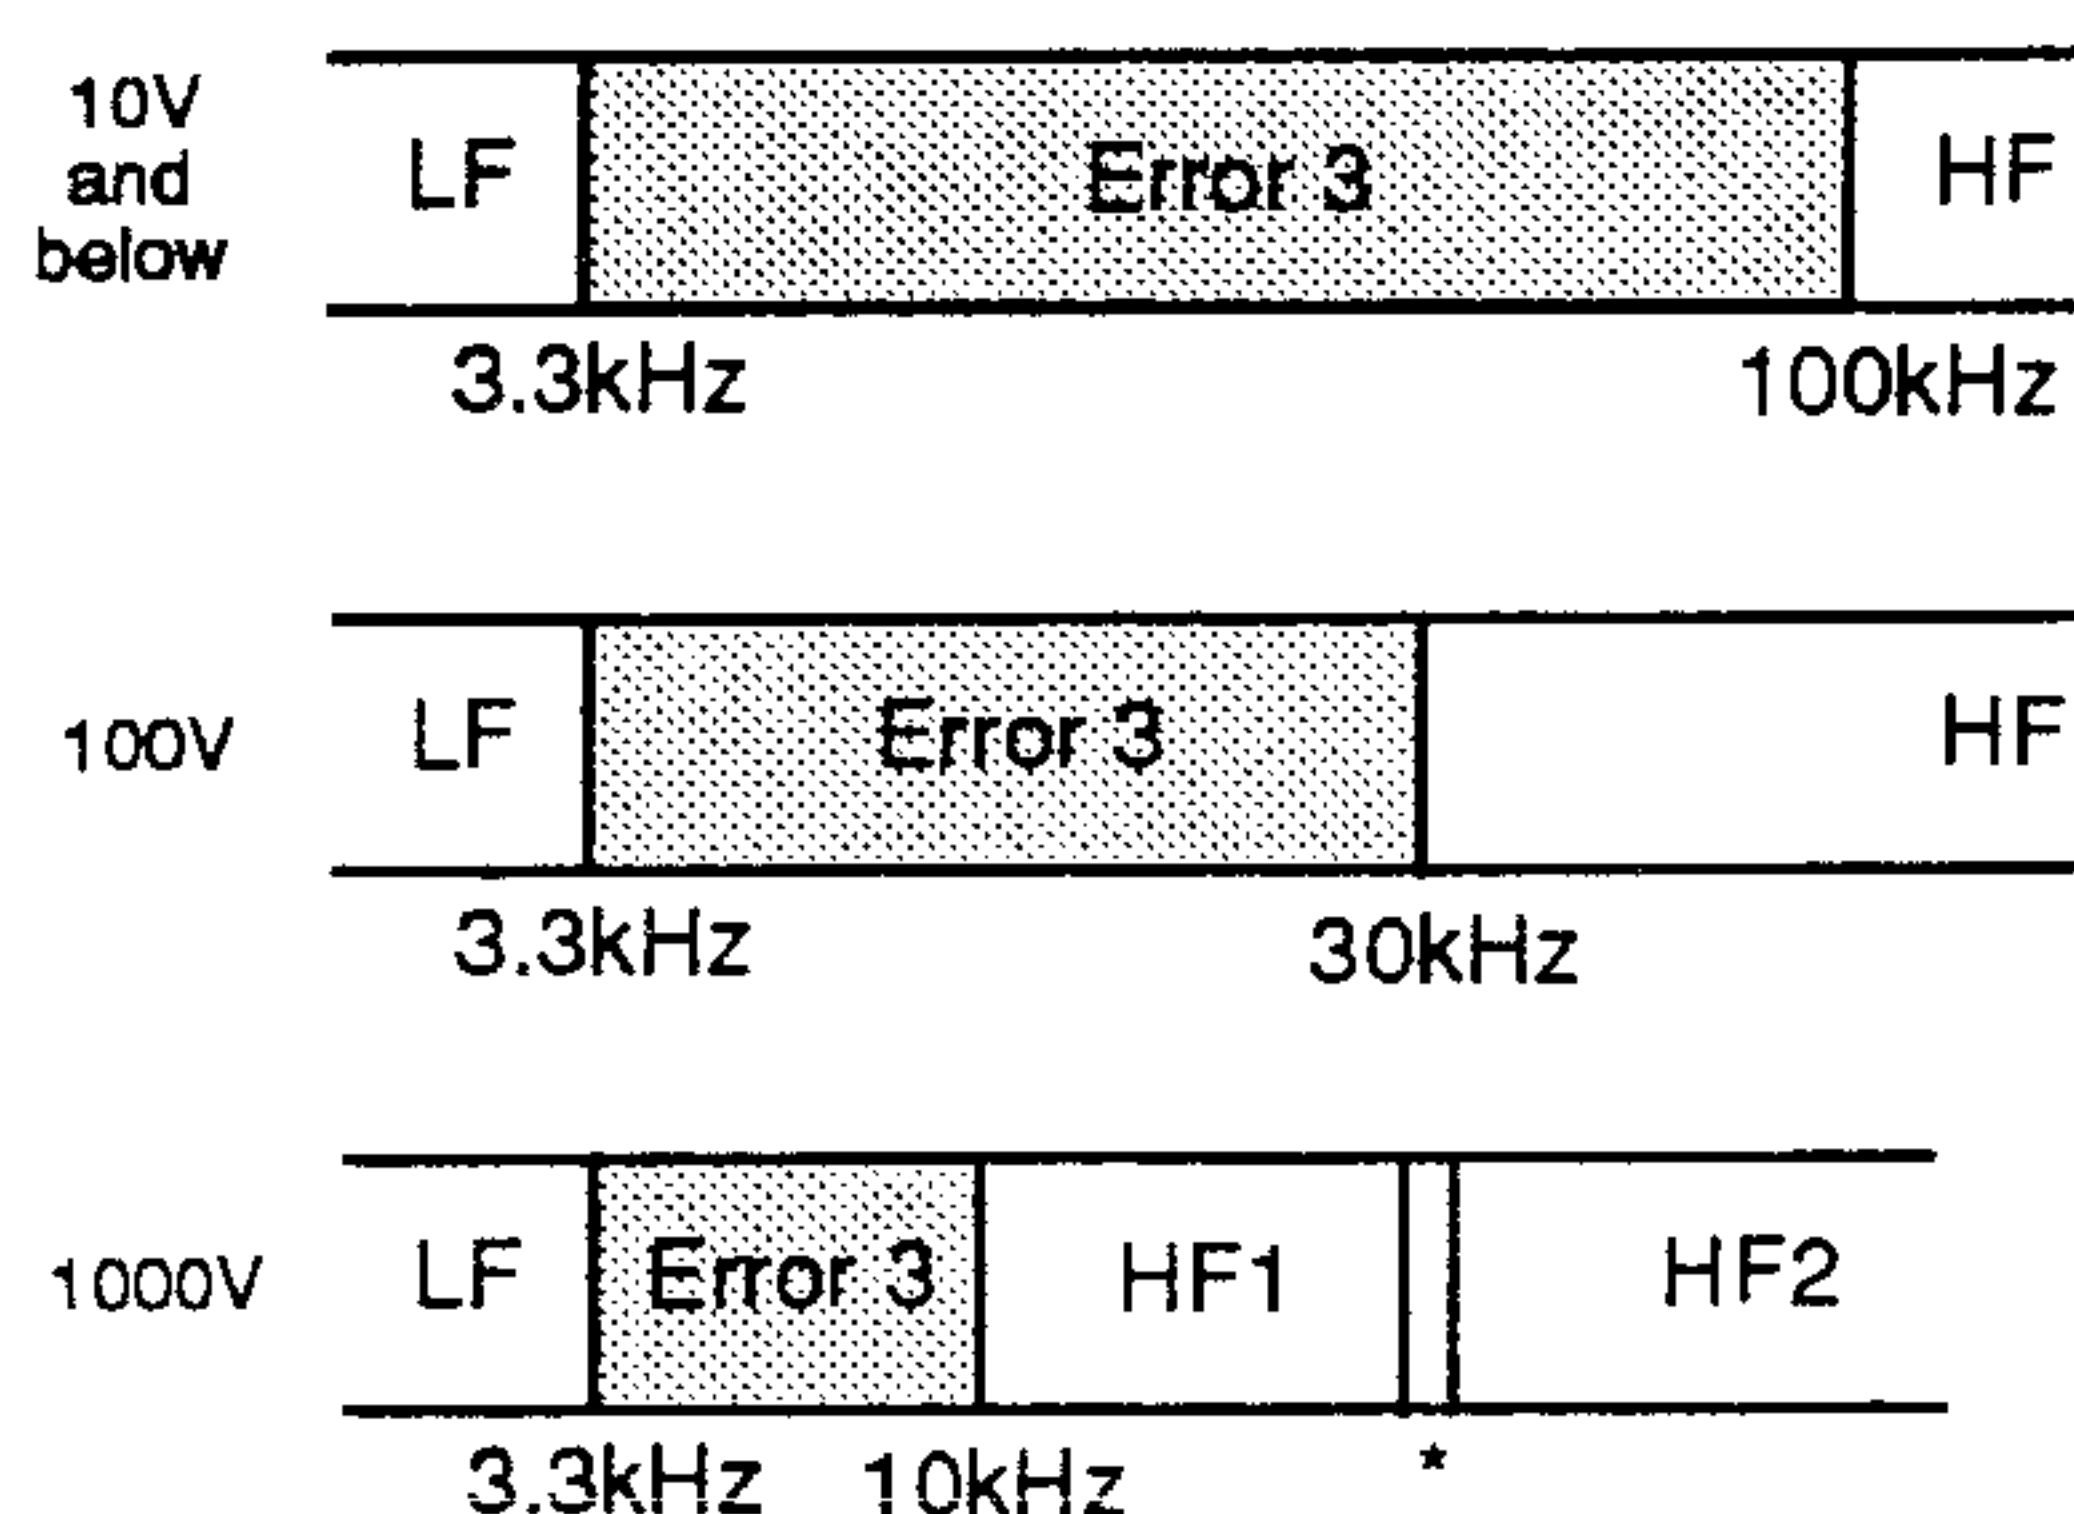 10V
and
below
LF
Error 3
HF
3.3kHz
100kHz
100V
LF
Error 3
HF
3.3kHz
30kHz
1000V
LF
Error 3
HF1
HF2
3.3kHz
10kHz
*